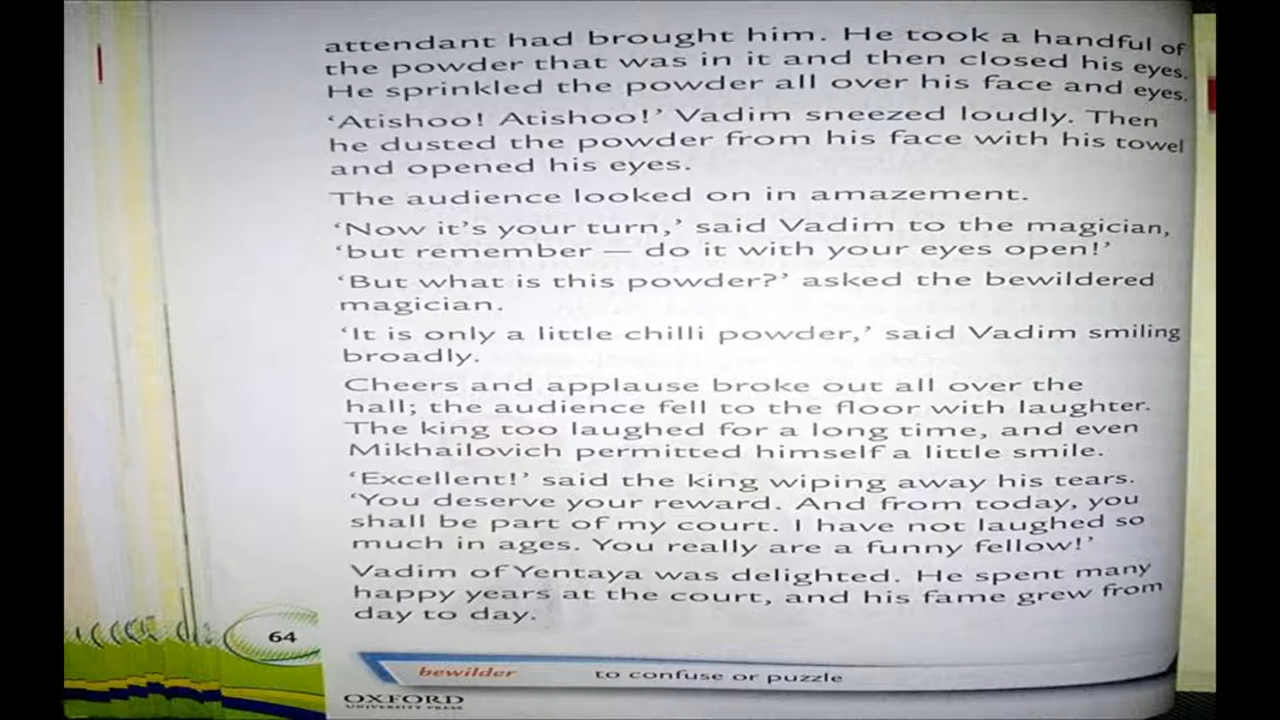 attendant had brought him. He took a handful of
the powder that was in it and then closed his eyes.
He sprinkled the powder all over his face and eyes.
‘Atishoo! Atishoo!’ Vadim sneezed loudly. Then
he dusted the powder from his face with his towel
and opened his eyes.
The audience looked on in amazement.
‘Now it’s your turn,’ said Vadim to the magician,
‘but remember — do it with your eyes open!’
‘But what is this powder?’ asked the bewildered
magician.
‘It is only a little chilli powder,’ said Vadim smiling
broadly.
Cheers and applause broke out all over the
hall; the audience fell to the floor with laughter.
The king too laughed for a long time, and even
Mikhailovich permitted himself a little smile.
‘Excellent!’ said the king wiping away his tears.
‘You deserve your reward. And from today, you
shall be part of my court. I have not laughed so
much in ages. You really are a funny fellow!’
Vadim of Yentaya was delighted. He spent many
happy years at the court, and his fame grew from
day to day.
64
bewilder to confuse or puzzle
OXFORD
UNIVERSITY PRESS